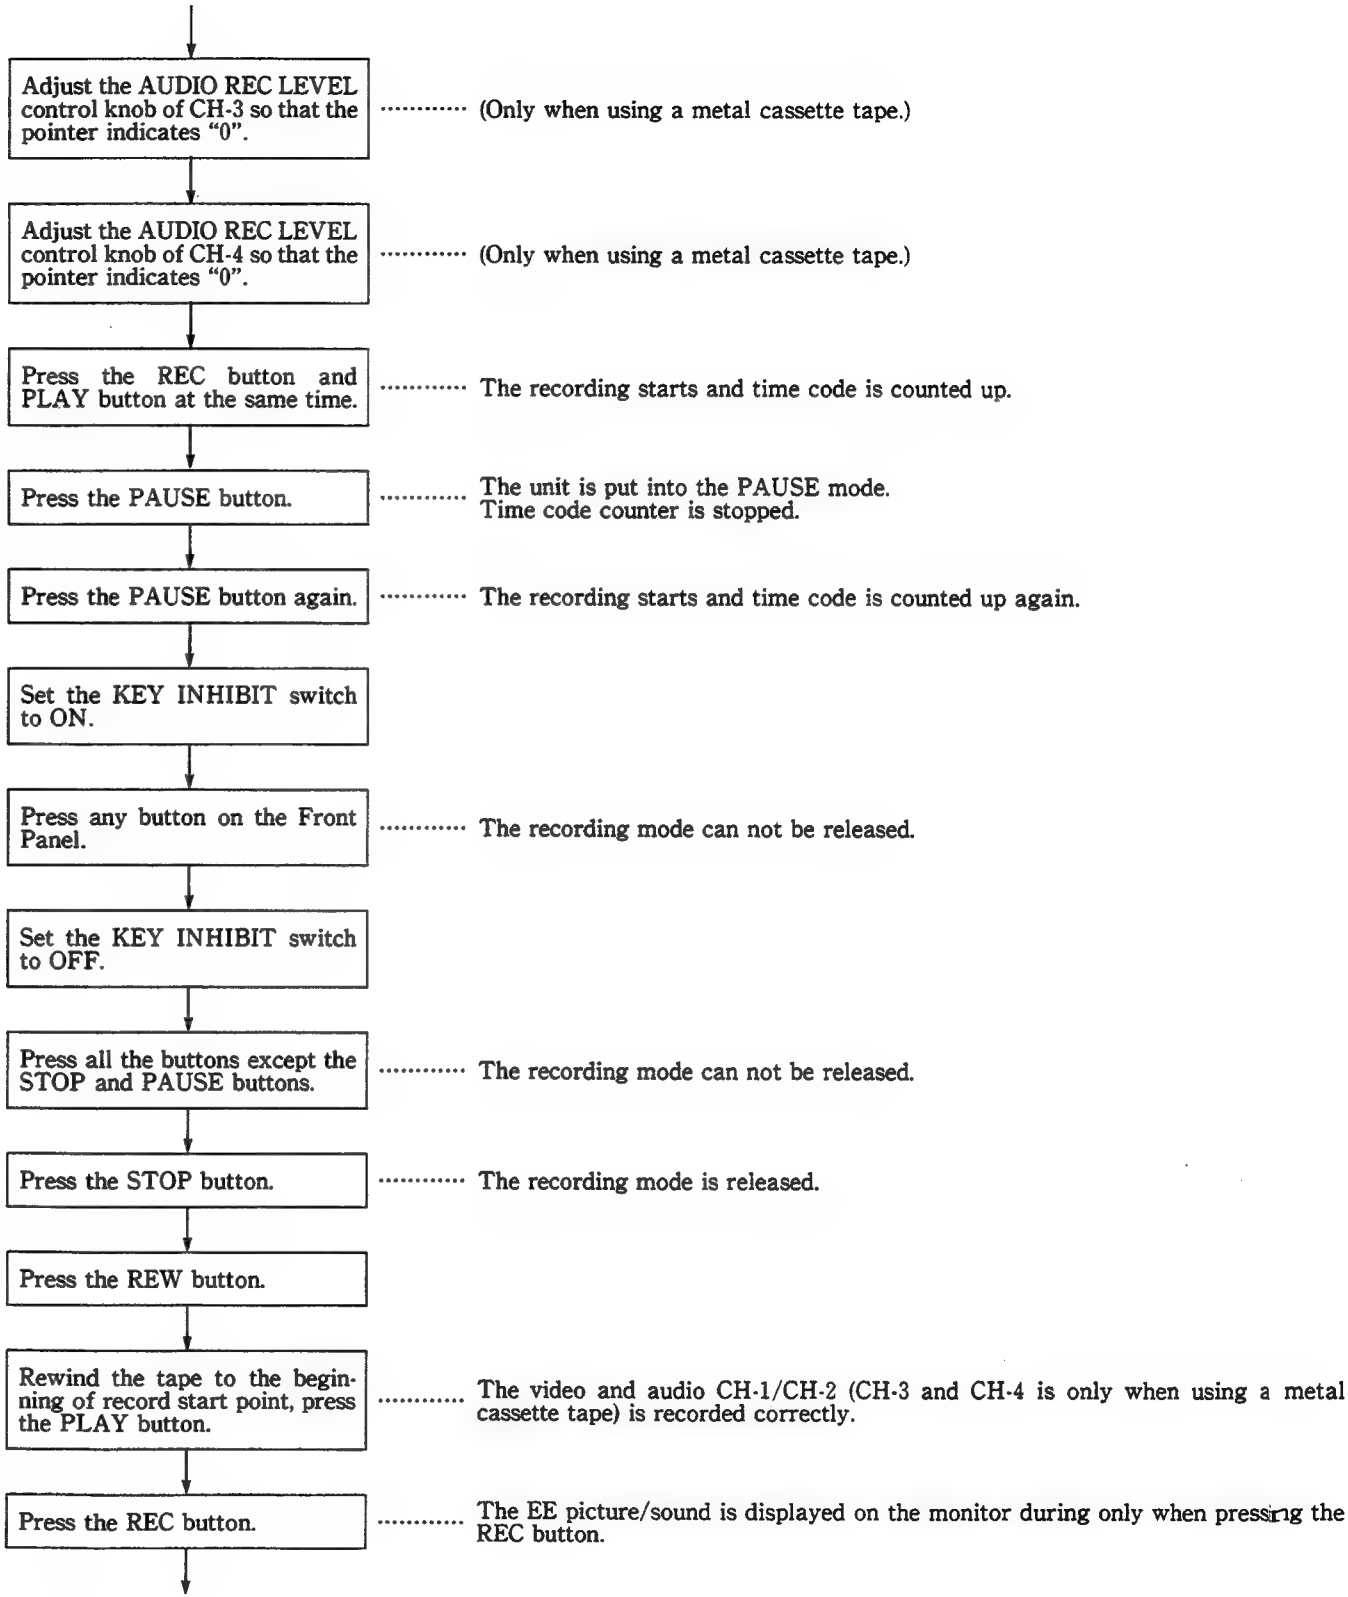 Adjust the AUDIO REC LEVEL
control knob of CH-3 so that the
pointer indicates “0”.
············ (Only when using a metal cassette tape.)
Adjust the AUDIO REC LEVEL
control knob of CH-4 so that the
pointer indicates “0”.
············ (Only when using a metal cassette tape.)
Press the REC button and
PLAY button at the same time.
············ The recording starts and time code is counted up.
Press the PAUSE button.
············ The unit is put into the PAUSE mode.
Time code counter is stopped.
Press the PAUSE button again.
············ The recording starts and time code is counted up again.
Set the KEY INHIBIT switch
to ON.
Press any button on the Front
Panel.
············ The recording mode can not be released.
Set the KEY INHIBIT switch
to OFF.
Press all the buttons except the
STOP and PAUSE buttons.
············ The recording mode can not be released.
Press the STOP button.
············ The recording mode is released.
Press the REW button.
Rewind the tape to the begin-
ning of record start point, press
the PLAY button.
············ The video and audio CH-1/CH-2 (CH-3 and CH-4 is only when using a metal
cassette tape) is recorded correctly.
Press the REC button.
············ The EE picture/sound is displayed on the monitor during only when pressing the
REC button.